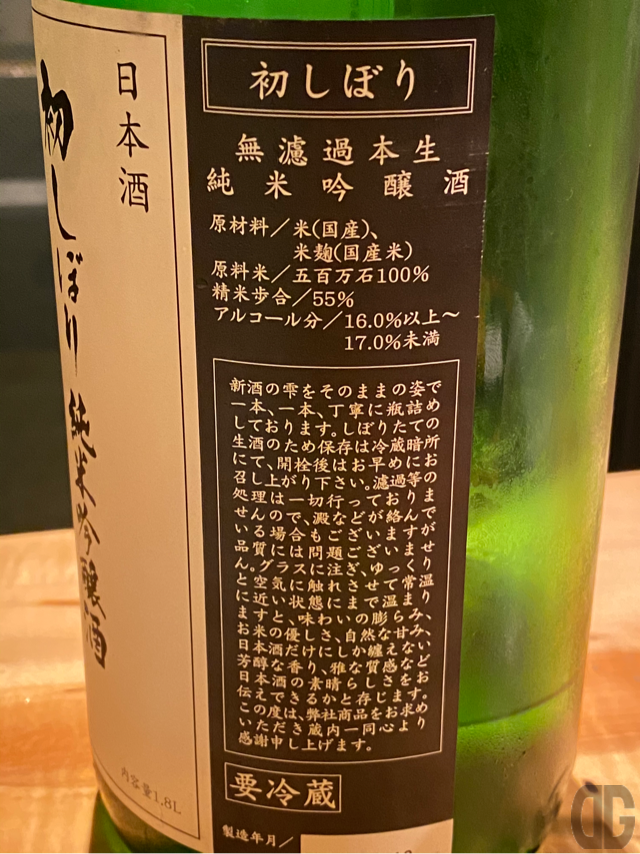 日本酒
初しぼり 純米吟醸酒
内容量1.8L
初しぼり
無濾過本生
純米吟醸酒
原材料／米(国産)、
米麹(国産米)
原料米／五百万石100%
精米歩合／55%
アルコール分／16.0%以上～
17.0%未満
新酒の雫をそのままの姿で
一本、一本、丁寧に瓶詰め
しております。しぼりたての
生酒のため保存は冷蔵暗所
にて、開栓後はお早めにお
召し上がり下さい。濾過等の
処理は一切行っておりま
せんので、澱などが絡んで
いる場合もございますが
品質には問題ございませ
ん。グラスに注ぎ、ゆっくり
と空気に触れさせて常温
に近い状態にまで温まり
ますと、味わいの膨らみ、
お米の優しさ、自然な甘み、
日本酒だけにしか纏えない
芳醇な香り、雅な質感など
日本酒の素晴らしさをお
伝えできるかと存じます。
この度は、弊社商品をお求め
いただき蔵内一同心より
感謝申し上げます。
要冷蔵
製造年月／
DG